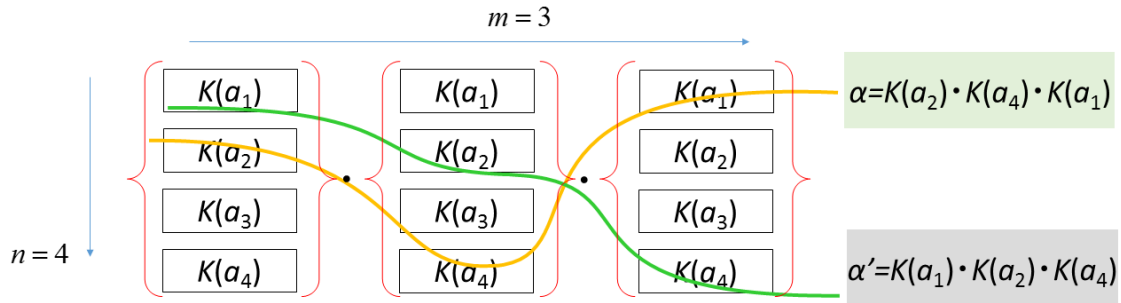 m = 3
K(a₁) K(a₁) K(a₁)
α=K(a₂)·K(a₄)·K(a₁)
K(a₂) K(a₂) K(a₂)
K(a₃) K(a₃) K(a₃)
n = 4
K(a₄) K(a₄) K(a₄)
α’=K(a₁)·K(a₂)·K(a₄)